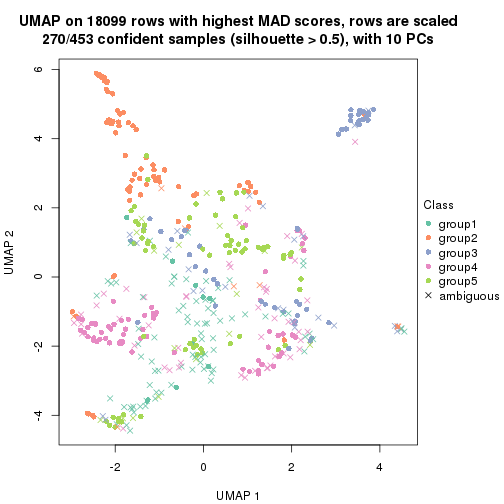 UMAP on 18099 rows with highest MAD scores, rows are scaled
270/453 confident samples (silhouette > 0.5), with 10 PCs
6
4
2
0
-2
-4
UMAP 2
-2
0
2
4
UMAP 1
Class
group1
group2
group3
group4
group5
ambiguous